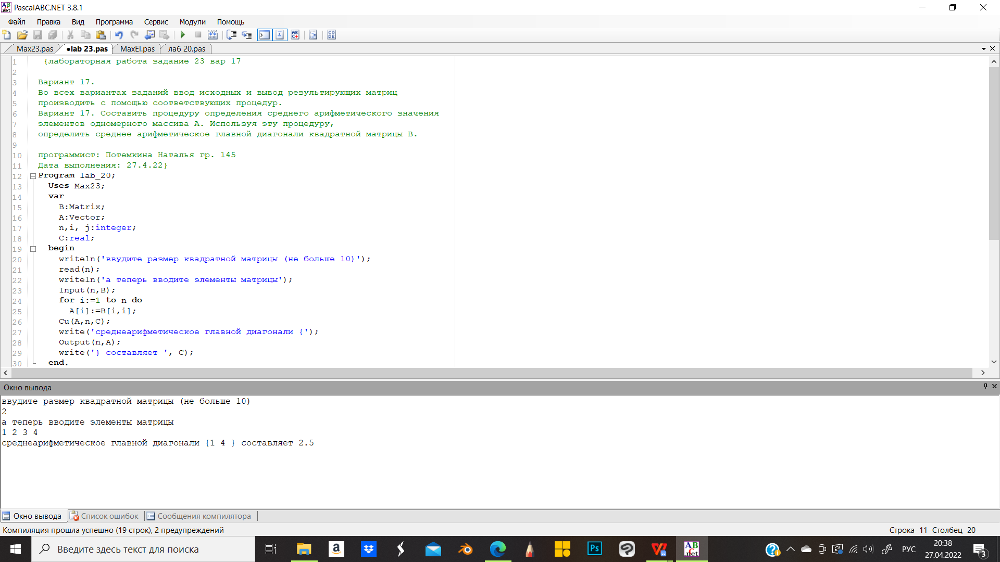 PascalABC.NET 3.8.1
Файл Правка Вид Программа Сервис Модули Помощь
Max23.pas •lab 23.pas MaxEl.pas лаб 20.pas
1 {лабораторная работа задание 23 вар 17
2
3 Вариант 17.
4 Во всех вариантах заданий ввод исходных и вывод результирующих матриц
5 производить с помощью соответствующих процедур.
6 Вариант 17. Составить процедуру определения среднего арифметического значения
7 элементов одномерного массива А. Используя эту процедуру,
8 определить среднее арифметическое главной диагонали квадратной матрицы В.
9
10 программист: Потемкина Наталья гр. 145
11 Дата выполнения: 27.4.22}
12 Program lab_20;
13 Uses Max23;
14 var
15 B:Matrix;
16 A:Vector;
17 n,i, j:integer;
18 C:real;
19 begin
20 writeln('ввудите размер квадратной матрицы (не больше 10)');
21 read(n);
22 writeln('а теперь вводите элементы матрицы');
23 Input(n,B);
24 for i:=1 to n do
25 A[i]:=B[i,i];
26 Cu(A,n,C);
27 write('среднеарифметическое главной диагонали {');
28 Output(n,A);
29 write('} составляет ', C);
30 end.
Окно вывода
ввудите размер квадратной матрицы (не больше 10)
2
а теперь вводите элементы матрицы
1 2 3 4
среднеарифметическое главной диагонали {1 4 } составляет 2.5
Окно вывода Список ошибок Сообщения компилятора
Компиляция прошла успешно (19 строк), 2 предупреждений Строка 11 Столбец 20
Введите здесь текст для поиска
РУС
20:38
27.04.2022
3